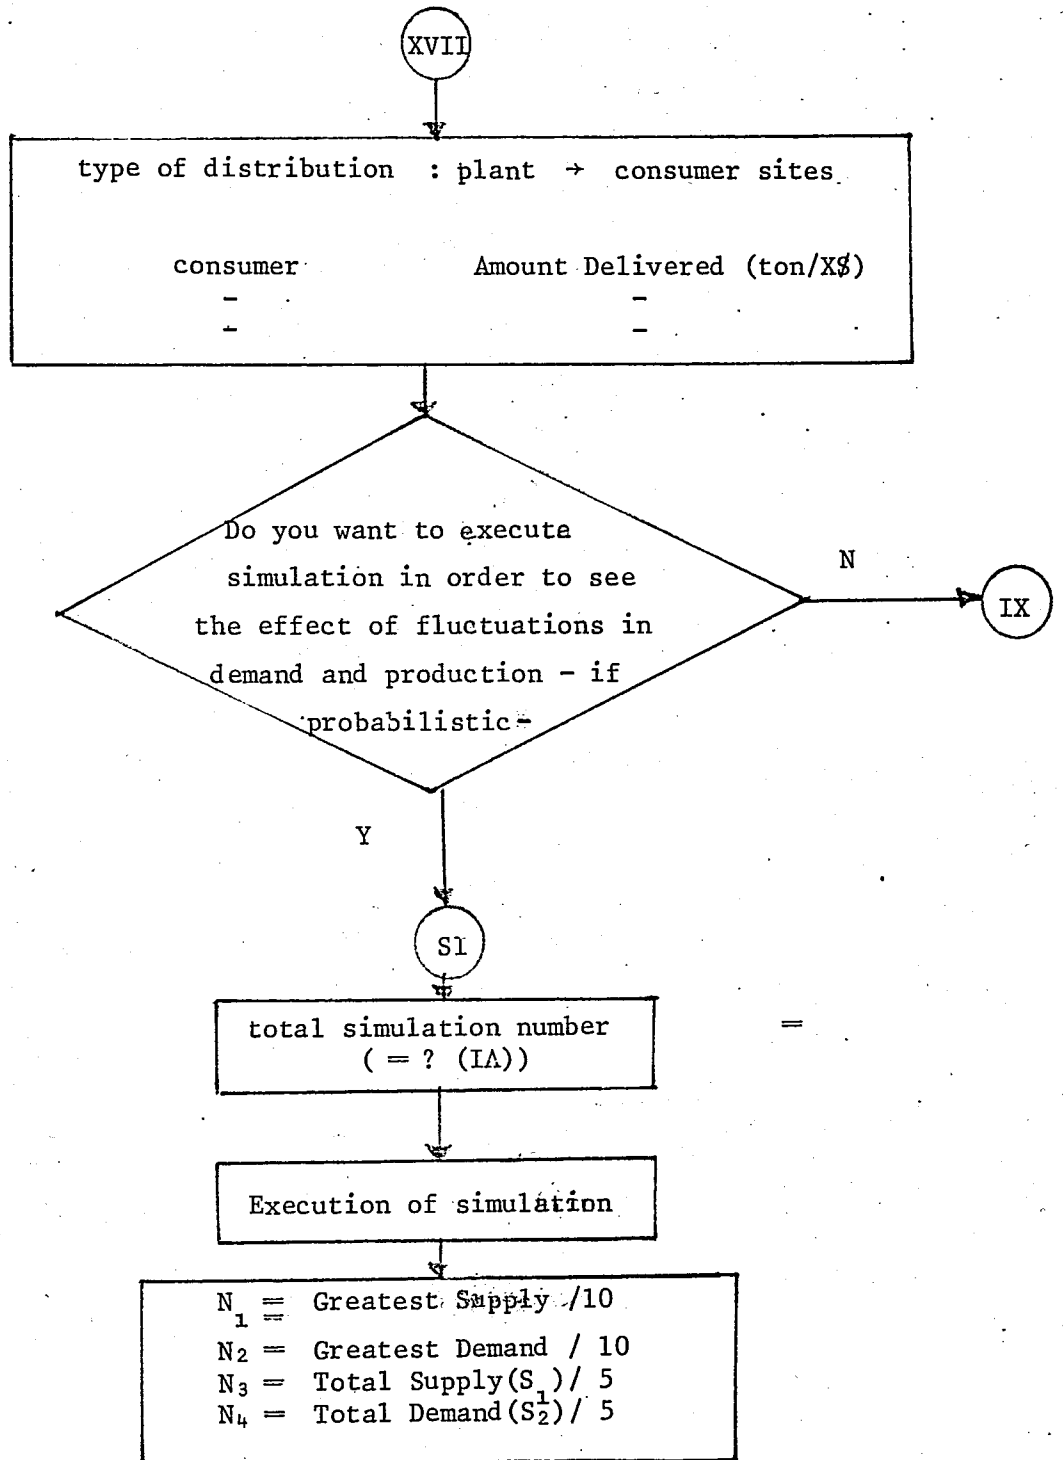 XVII
type of distribution : plant → consumer sites
consumer Amount Delivered (ton/X$)
- -
- -
Do you want to execute
simulation in order to see
the effect of fluctuations in
demand and production - if
probabilistic-
N
IX
Y
S1
total simulation number =
( = ? (IA))
Execution of simulation
N1 = Greatest Supply /10
N2 = Greatest Demand / 10
N3 = Total Supply(S1)/ 5
N4 = Total Demand(S2)/ 5